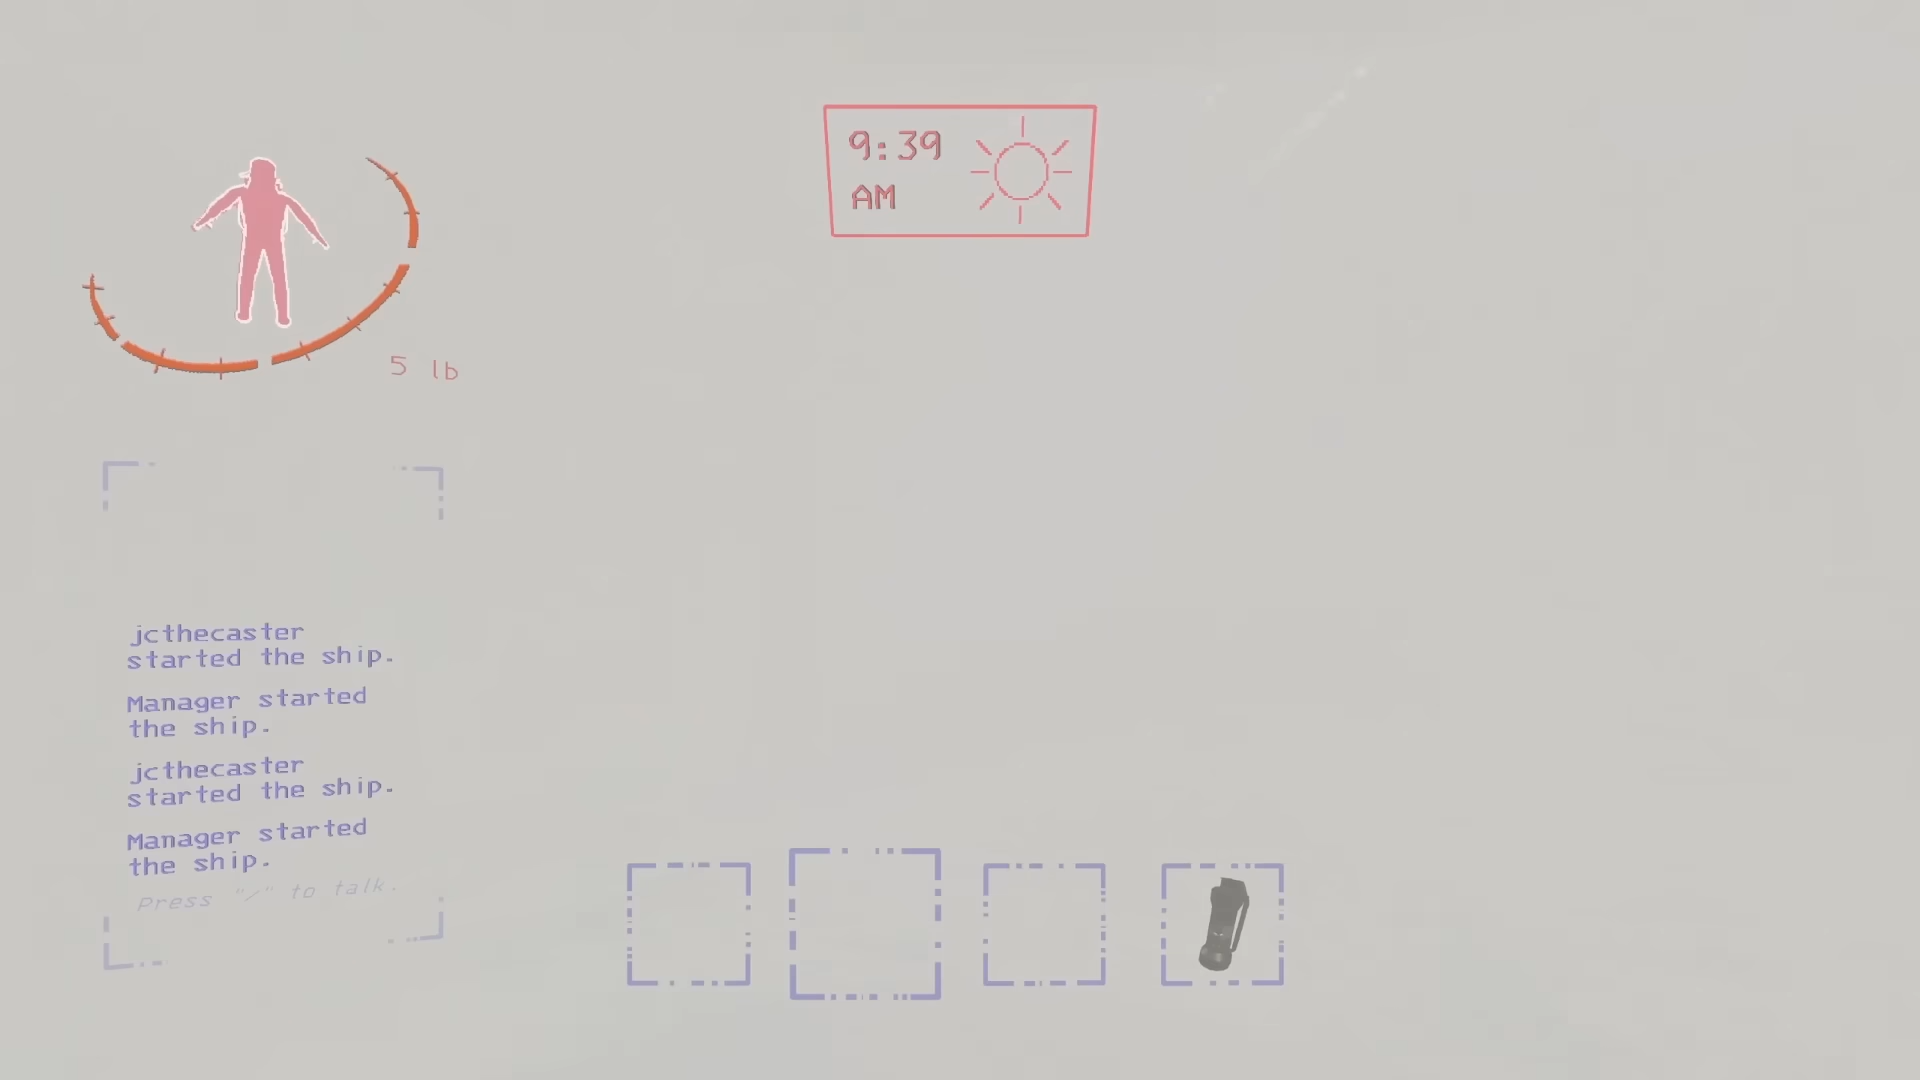 9:39
AM
5 lb
jcthecaster
started the ship.
Manager started
the ship.
jcthecaster
started the ship.
Manager started
the ship.
Press "/" to talk.